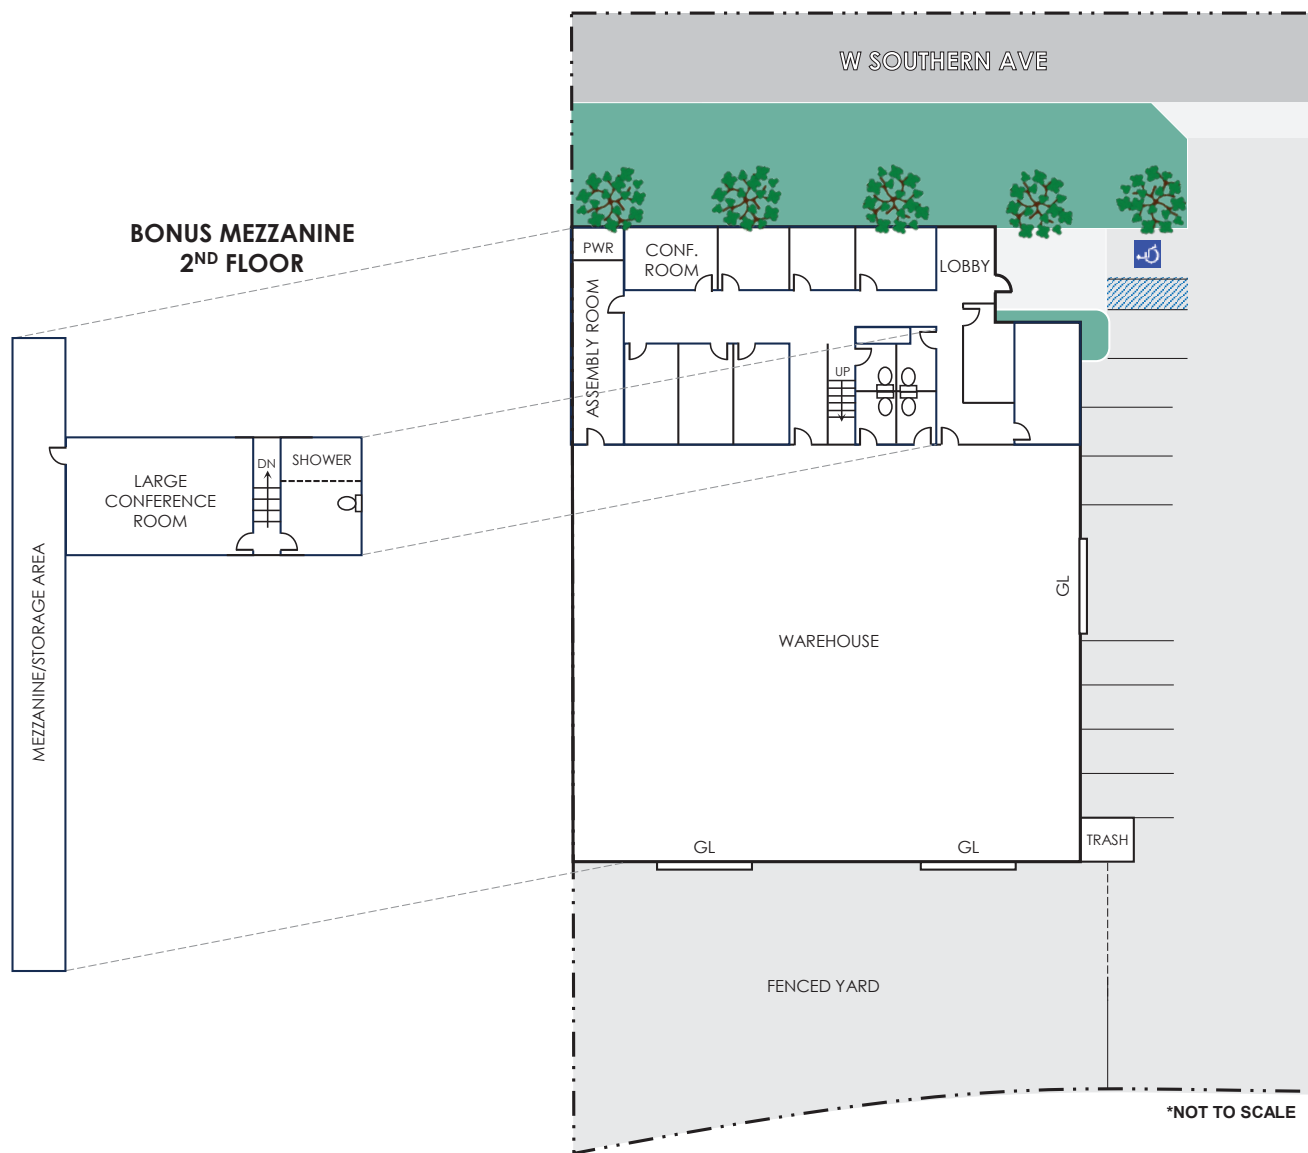 W SOUTHERN AVE
BONUS MEZZANINE
2ND FLOOR
PWR
CONF.
ROOM
LOBBY
ASSEMBLY ROOM
UP
DN
SHOWER
LARGE
CONFERENCE
ROOM
MEZZANINE/STORAGE AREA
GL
WAREHOUSE
GL
GL
TRASH
FENCED YARD
*NOT TO SCALE